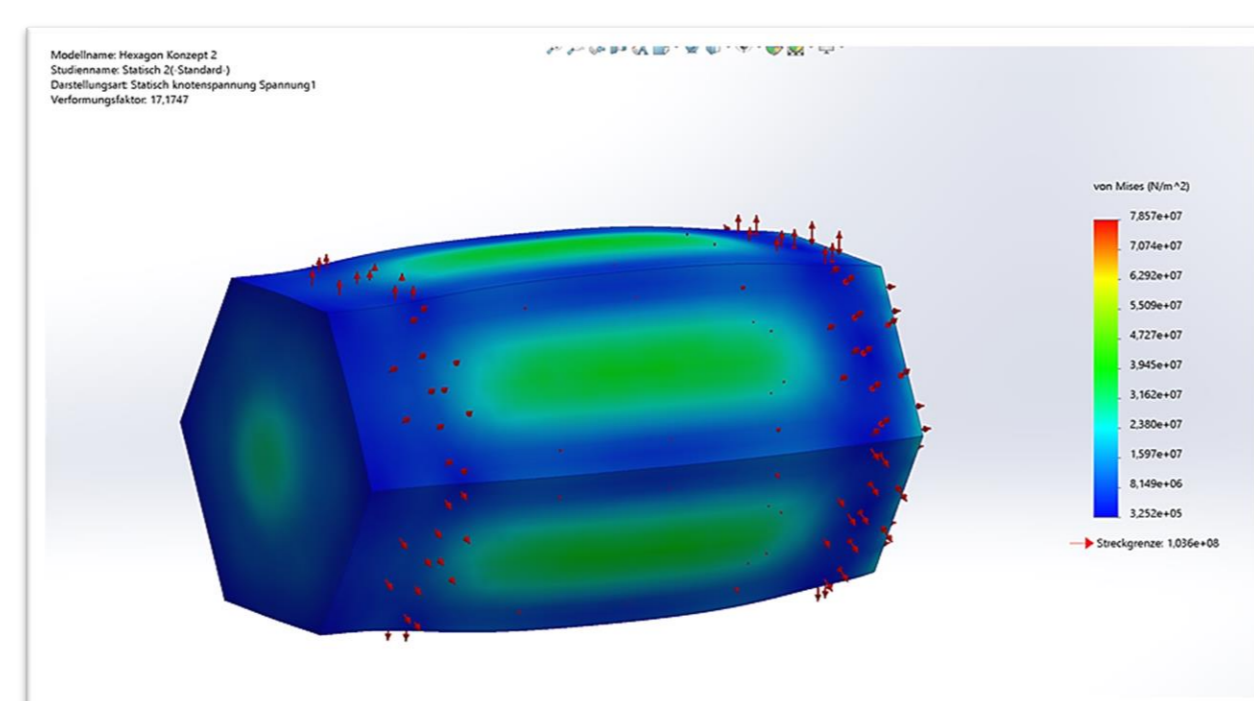 Modellname: Hexagon Konzept 2
Studienname: Statisch 2(-Standard-)
Darstellungsart: Statisch knotenspannung Spannung1
Verformungsfaktor: 17,1747
von Mises (N/m^2)
7,857e+07
7,074e+07
6,292e+07
5,509e+07
4,727e+07
3,945e+07
3,162e+07
2,380e+07
1,597e+07
8,149e+06
3,252e+05
Streckgrenze: 1,036e+08